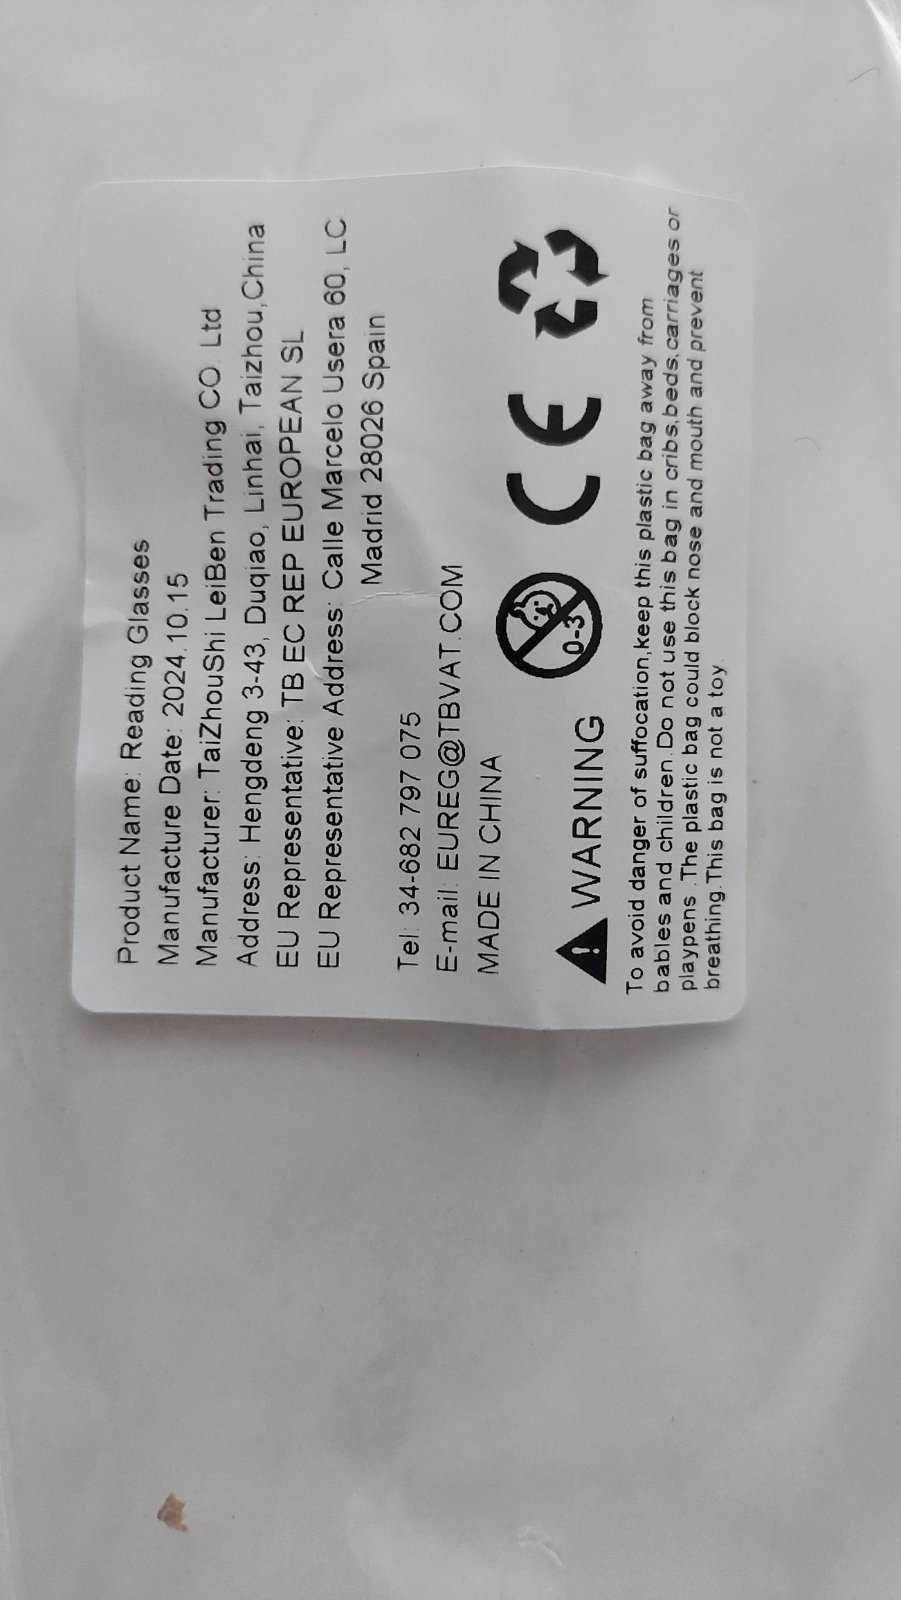 Product Name: Reading Glasses
Manufacture Date: 2024.10.15
Manufacturer: TaiZhouShi LeiBen Trading CO. Ltd
Address: Hengdeng 3-43, Duqiao, Linhai, Taizhou,China
EU Representative: TB EC REP EUROPEAN SL
EU Representative Address: Calle Marcelo Usera 60, LC
Madrid 28026 Spain
Tel: 34-682 797 075
E-mail: EUREG@TBVAT.COM
MADE IN CHINA
WARNING
0-3
CE
To avoid danger of suffocation,keep this plastic bag away from
babies and children.Do not use this bag in cribs,beds,carriages or
playpens .The plastic bag could block nose and mouth and prevent
breathing.This bag is not a toy.